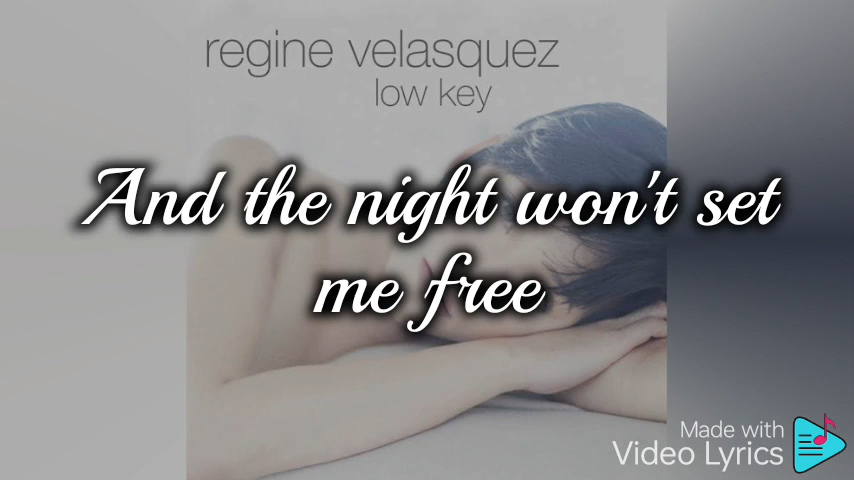 regine velasquez
low key
And the night won't set
me free
Made with
Video Lyrics